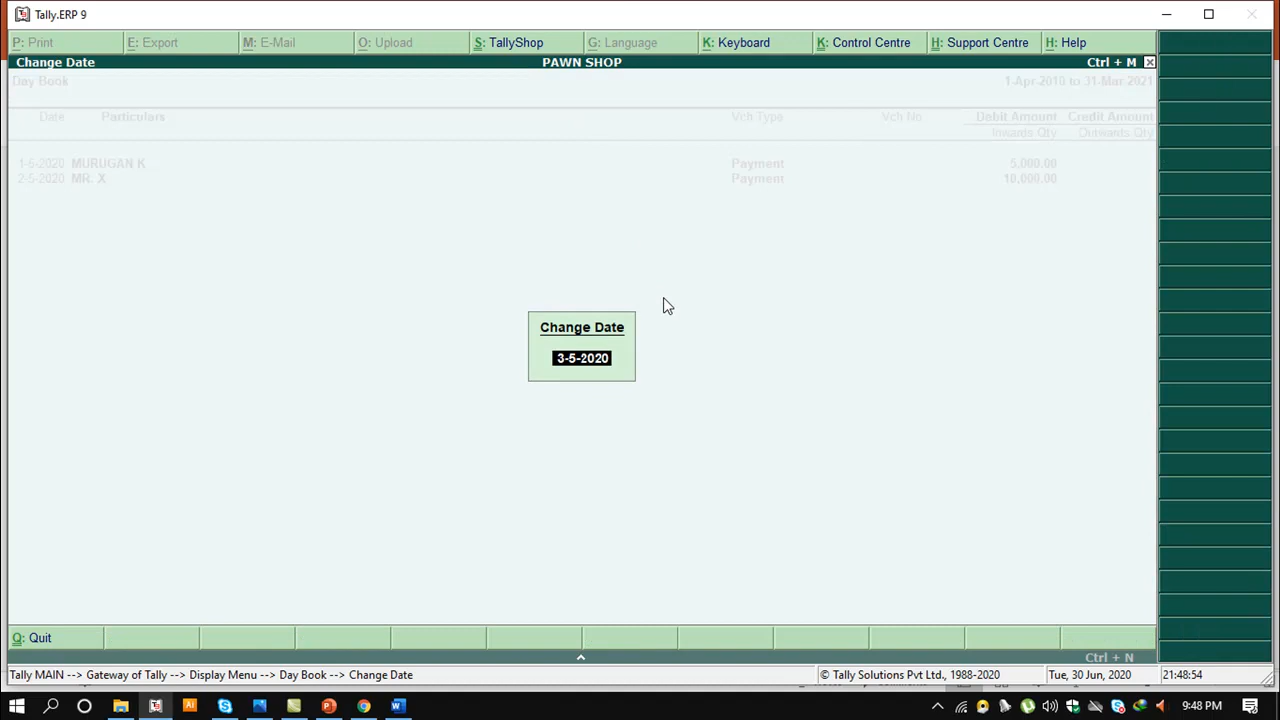 Tally.ERP 9
P: Print E: Export M: E-Mail O: Upload S: TallyShop G: Language K: Keyboard K: Control Centre H: Support Centre H: Help
Change Date PAWN SHOP Ctrl + M
Day Book 1-Apr-2010 to 31-Mar-2021
Date Particulars Vch Type Vch No. Debit Amount Credit Amount
Inwards Qty Outwards Qty
1-5-2020 MURUGAN K Payment 5,000.00
2-5-2020 MR. X Payment 10,000.00
Change Date
3-5-2020
Q: Quit
Ctrl + N
Tally MAIN --> Gateway of Tally --> Display Menu --> Day Book --> Change Date © Tally Solutions Pvt Ltd., 1988-2020 Tue, 30 Jun, 2020 21:48:54
9:48 PM